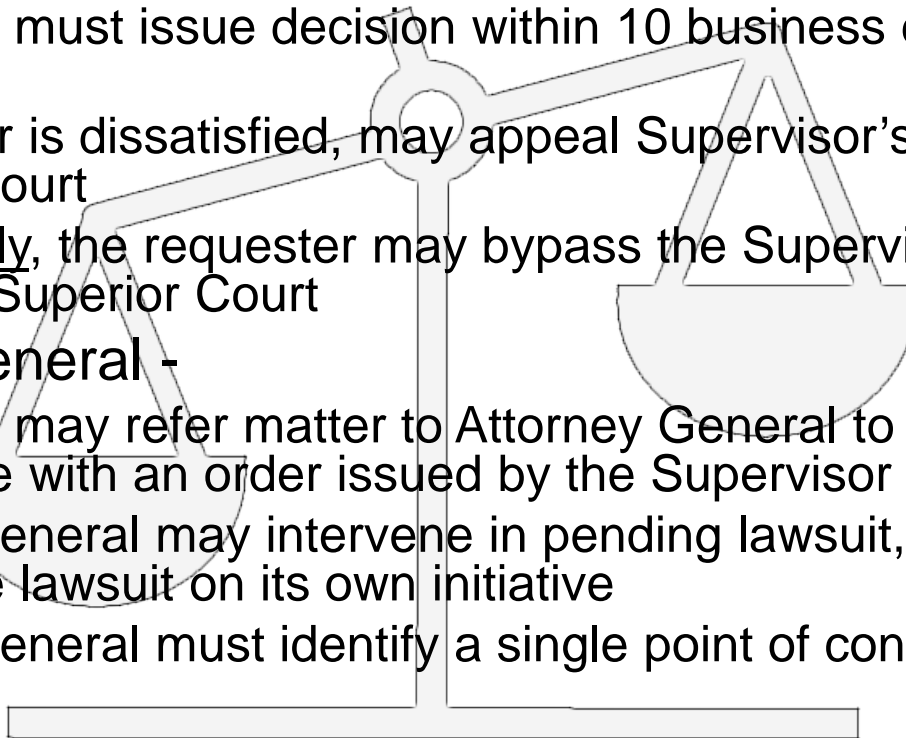 must issue decision within 10 business
r is dissatisfied, may appeal Supervisor's
ourt
ly, the requester may bypass the Supervi
Superior Court
eneral -
may refer matter to Attorney General to
e with an order issued by the Supervisor
eneral may intervene in pending lawsuit,
e lawsuit on its own initiative
eneral must identify a single point of con